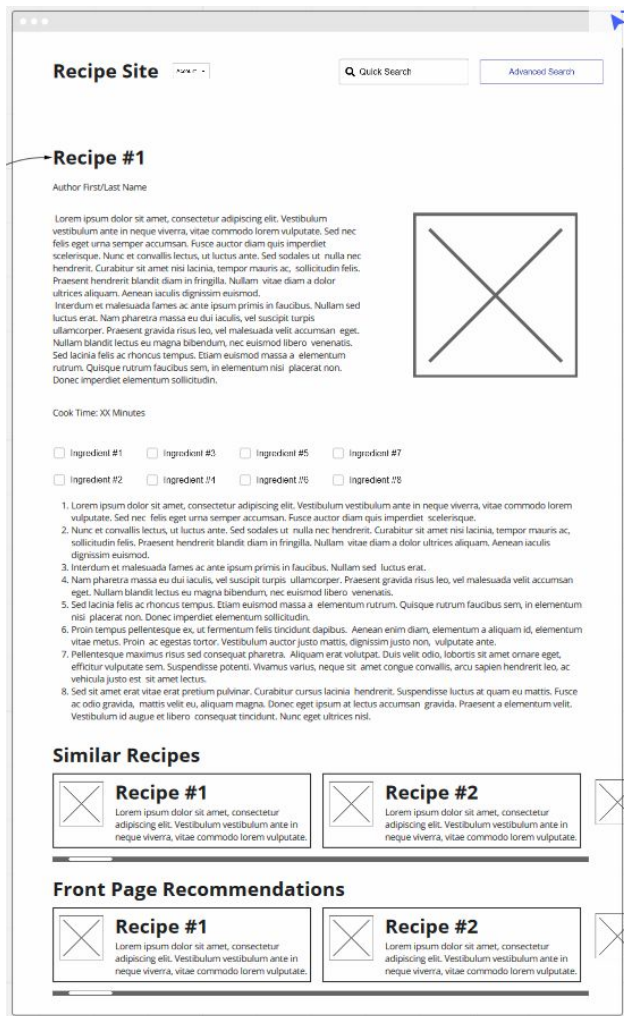 Recipe Site
Quick Search
Advanced Search
Recipe #1
Author First/Last Name
Lorem ipsum dolor sit amet, consectetur adipiscing elit. Vestibulum
vestibulum ante in neque viverra, vitae commodo lorem vulputate. Sed nec
felis eget urna semper accumsan. Fusce auctor diam quis imperdiet
scelerisque. Nunc et convallis lectus, ut luctus ante. Sed sodales ut nulla nec
hendrerit. Curabitur sit amet nisi lacinia, tempor mauris ac, sollicitudin felis.
Praesent hendrerit blandit diam in fringilla. Nullam vitae diam a dolor
ultrices aliquam. Aenean iaculis dignissim euismod.
Interdum et malesuada fames ac ante ipsum primis in faucibus. Nullam sed
luctus erat. Nam pharetra massa eu dui iaculis, vel suscipit turpis
ullamcorper. Praesent gravida risus leo, vel malesuada velit accumsan eget.
Nullam blandit lectus eu magna bibendum, nec euismod libero venenatis.
Sed lacinia felis ac rhoncus tempus. Etiam euismod massa a elementum
rutrum. Quisque rutrum faucibus sem, in elementum nisi placerat non.
Donec imperdiet elementum sollicitudin.
Cook Time: XX Minutes
Ingredient #1 Ingredient #3 Ingredient #5 Ingredient #7
Ingredient #2 Ingredient #4 Ingredient #6 Ingredient #8
1. Lorem ipsum dolor sit amet, consectetur adipiscing elit. Vestibulum vestibulum ante in neque viverra, vitae commodo lorem
vulputate. Sed nec felis eget urna semper accumsan. Fusce auctor diam quis imperdiet scelerisque.
2. Nunc et convallis lectus, ut luctus ante. Sed sodales ut nulla nec hendrerit. Curabitur sit amet nisi lacinia, tempor mauris ac,
sollicitudin felis. Praesent hendrerit blandit diam in fringilla. Nullam vitae diam a dolor ultrices aliquam. Aenean iaculis
dignissim euismod.
3. Interdum et malesuada fames ac ante ipsum primis in faucibus. Nullam sed luctus erat.
4. Nam pharetra massa eu dui iaculis, vel suscipit turpis ullamcorper. Praesent gravida risus leo, vel malesuada velit accumsan
eget. Nullam blandit lectus eu magna bibendum, nec euismod libero venenatis.
5. Sed lacinia felis ac rhoncus tempus. Etiam euismod massa a elementum rutrum. Quisque rutrum faucibus sem, in elementum
nisi placerat non. Donec imperdiet elementum sollicitudin.
6. Proin tempus pellentesque ex, ut fermentum felis tincidunt dapibus. Aenean enim diam, elementum a aliquam id, elementum
vitae metus. Proin ac egestas tortor. Vestibulum auctor justo mattis, dignissim justo non, vulputate ante.
7. Pellentesque maximus risus sed consequat pharetra. Aliquam erat volutpat. Duis velit odio, lobortis sit amet ornare eget,
efficitur vulputate sem. Suspendisse potenti. Vivamus varius, neque sit amet congue convallis, arcu sapien hendrerit leo, ac
vehicula justo est sit amet lectus.
8. Sed sit amet erat vitae erat pretium pulvinar. Curabitur cursus lacinia hendrerit. Suspendisse luctus at quam eu mattis. Fusce
ac odio gravida, mattis velit eu, aliquam magna. Donec eget ipsum at lectus accumsan gravida. Praesent a elementum velit.
Vestibulum id augue et libero consequat tincidunt. Nunc eget ultrices nisl.
Similar Recipes
Recipe #1
Lorem ipsum dolor sit amet, consectetur
adipiscing elit. Vestibulum vestibulum ante in
neque viverra, vitae commodo lorem vulputate.
Recipe #2
Lorem ipsum dolor sit amet, consectetur
adipiscing elit. Vestibulum vestibulum ante in
neque viverra, vitae commodo lorem vulputate.
Front Page Recommendations
Recipe #1
Lorem ipsum dolor sit amet, consectetur
adipiscing elit. Vestibulum vestibulum ante in
neque viverra, vitae commodo lorem vulputate.
Recipe #2
Lorem ipsum dolor sit amet, consectetur
adipiscing elit. Vestibulum vestibulum ante in
neque viverra, vitae commodo lorem vulputate.